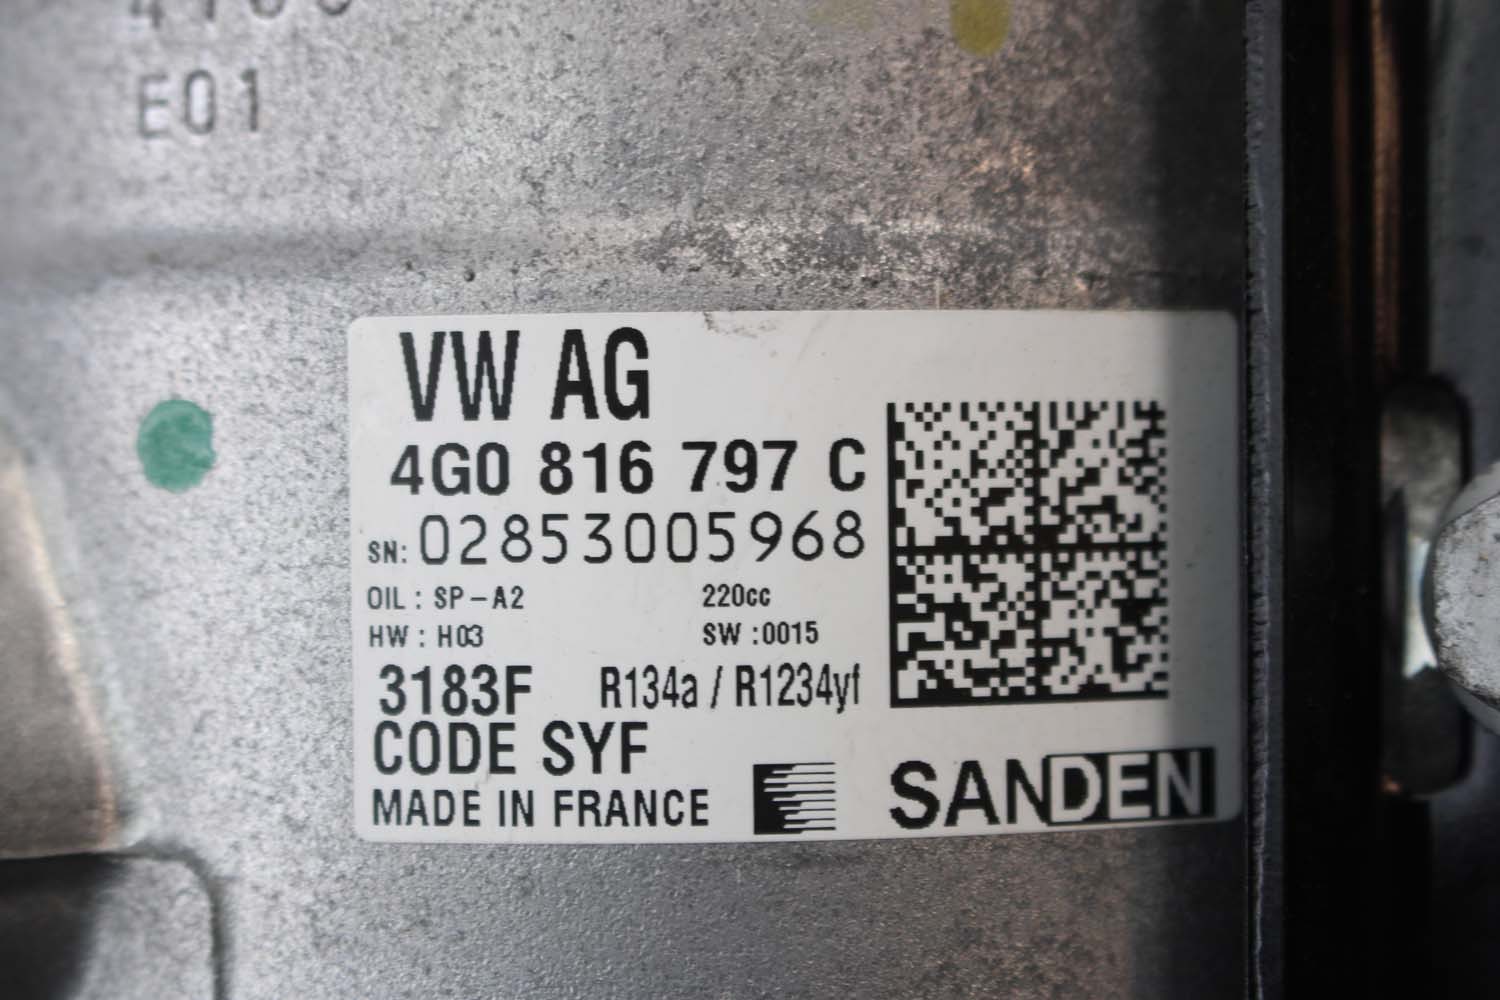 E01
VW AG
4G0 816 797 C
SN: 02853005968
OIL : SP-A2 220cc
HW : H03 SW :0015
3183F R134a / R1234yf
CODE SYF
MADE IN FRANCE SANDEN